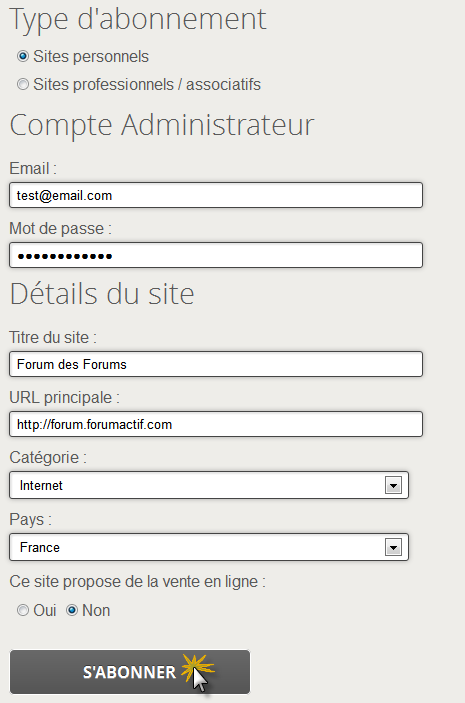 Type d'abonnement
Sites personnels
Sites professionnels / associatifs
Compte Administrateur
Email :
test@email.com
Mot de passe :
●●●●●●●●●●●●
Détails du site
Titre du site :
Forum des Forums
URL principale :
http://forum.forumactif.com
Catégorie :
Internet
Pays :
France
Ce site propose de la vente en ligne :
Oui Non
S'ABONNER